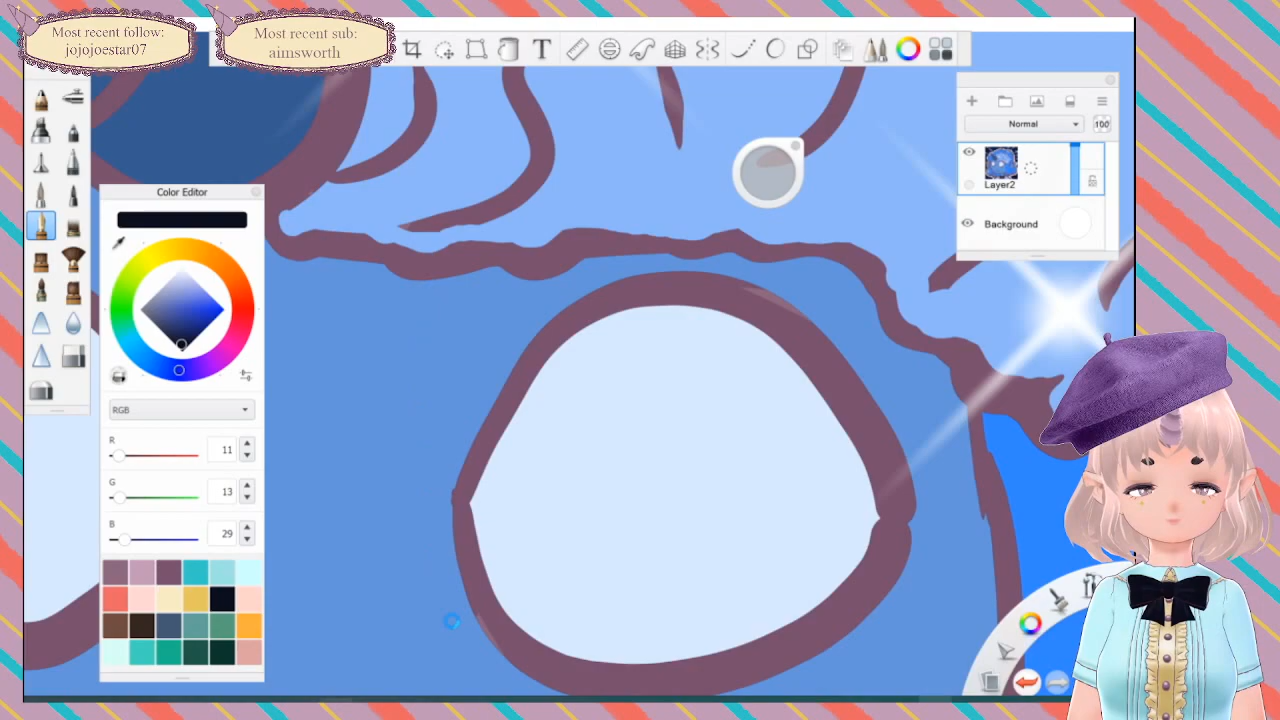 Most recent follow:
jojojoestar07
Most recent sub:
aimsworth
T
Normal
100
Layer2
Background
Color Editor
RGB
R
11
G
13
B
29